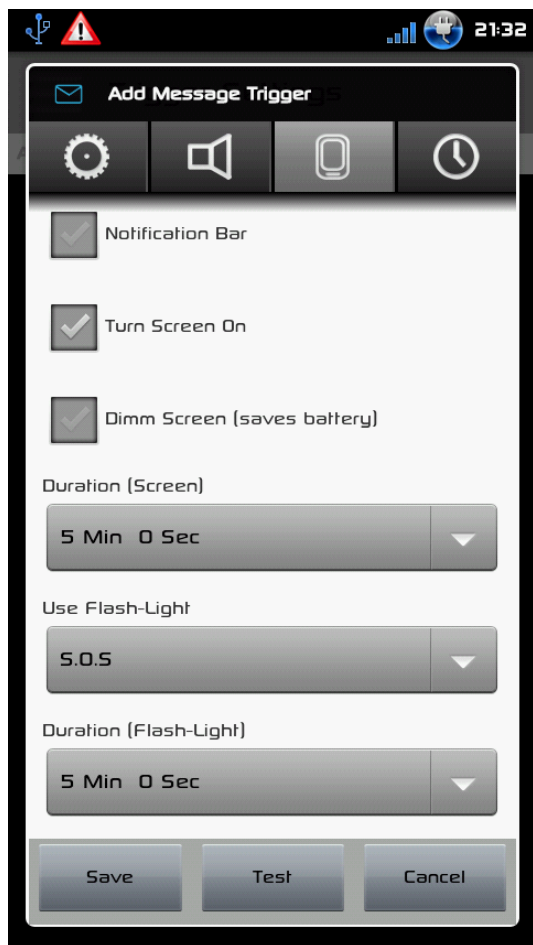 21:32
Add Message Trigger
Notification Bar
Turn Screen On
Dimm Screen (saves battery)
Duration (Screen)
5 Min 0 Sec
Use Flash-Light
S.O.S
Duration (Flash-Light)
5 Min 0 Sec
Save Test Cancel